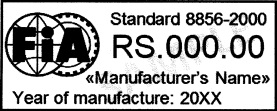 FiA
Standard 8856-2000
RS.000.00
«Manufacturer's Name»
Year of manufacture: 20XX